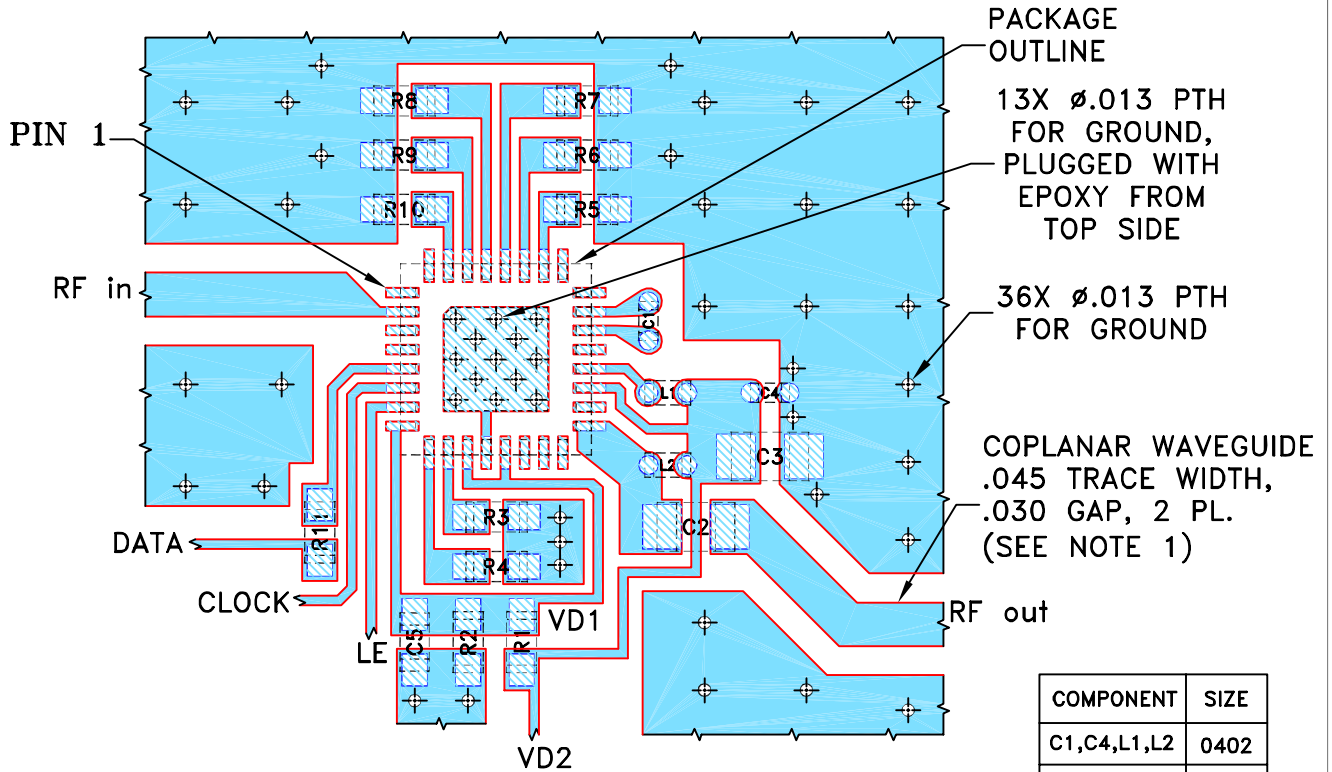 PACKAGE
OUTLINE
13X ø.013 PTH
FOR GROUND,
PLUGGED WITH
EPOXY FROM
TOP SIDE
PIN 1
R8
R7
R9
R6
R10
R5
RF in
C1
36X ø.013 PTH
FOR GROUND
L1
C4
L2
C3
COPLANAR WAVEGUIDE
.045 TRACE WIDTH,
.030 GAP, 2 PL.
(SEE NOTE 1)
R3
C2
R11
DATA
R4
CLOCK
RF out
VD1
LE
C5
R2
R1
VD2
COMPONENT SIZE
C1,C4,L1,L2 0402